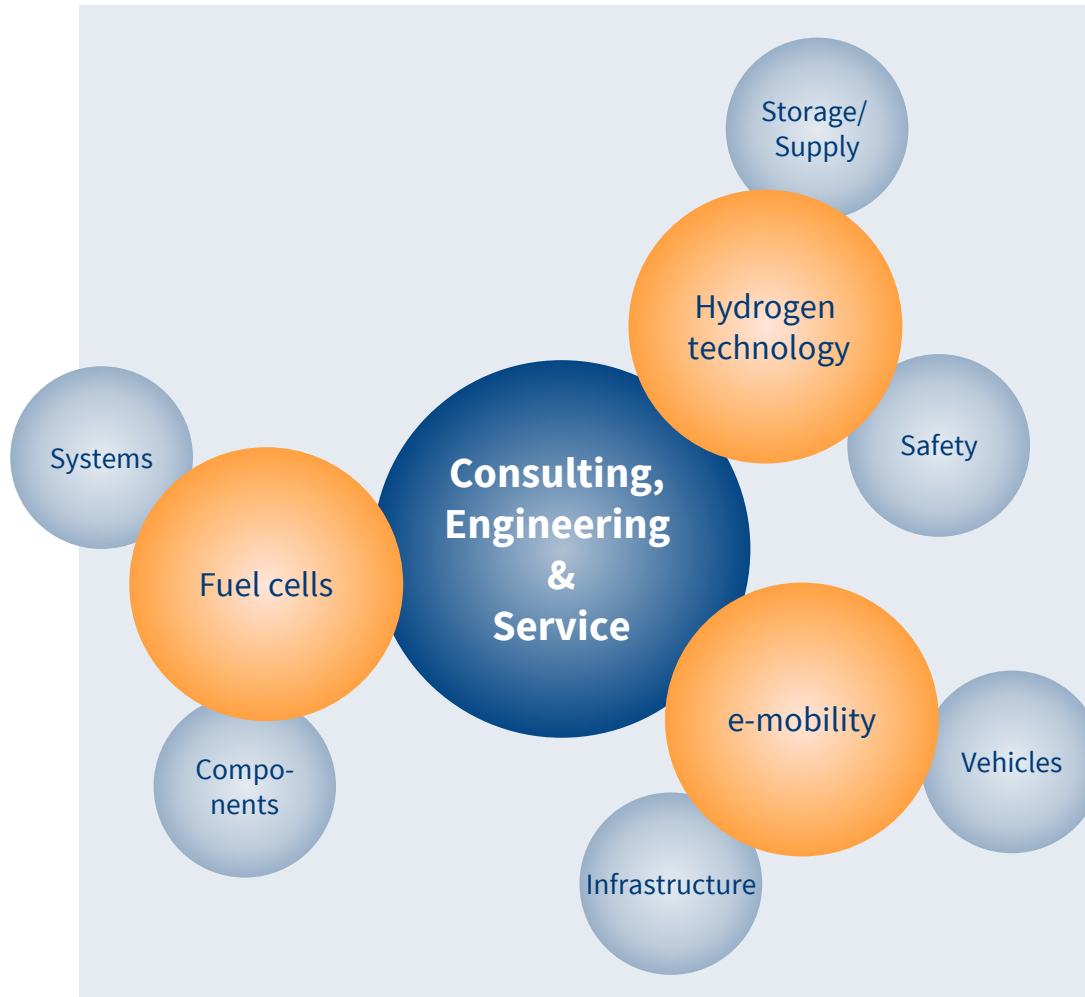 Storage/
Supply
Hydrogen
technology
Safety
Systems
Consulting,
Engineering
&
Service
Fuel cells
e-mobility
Vehicles
Compo-
nents
Infrastructure